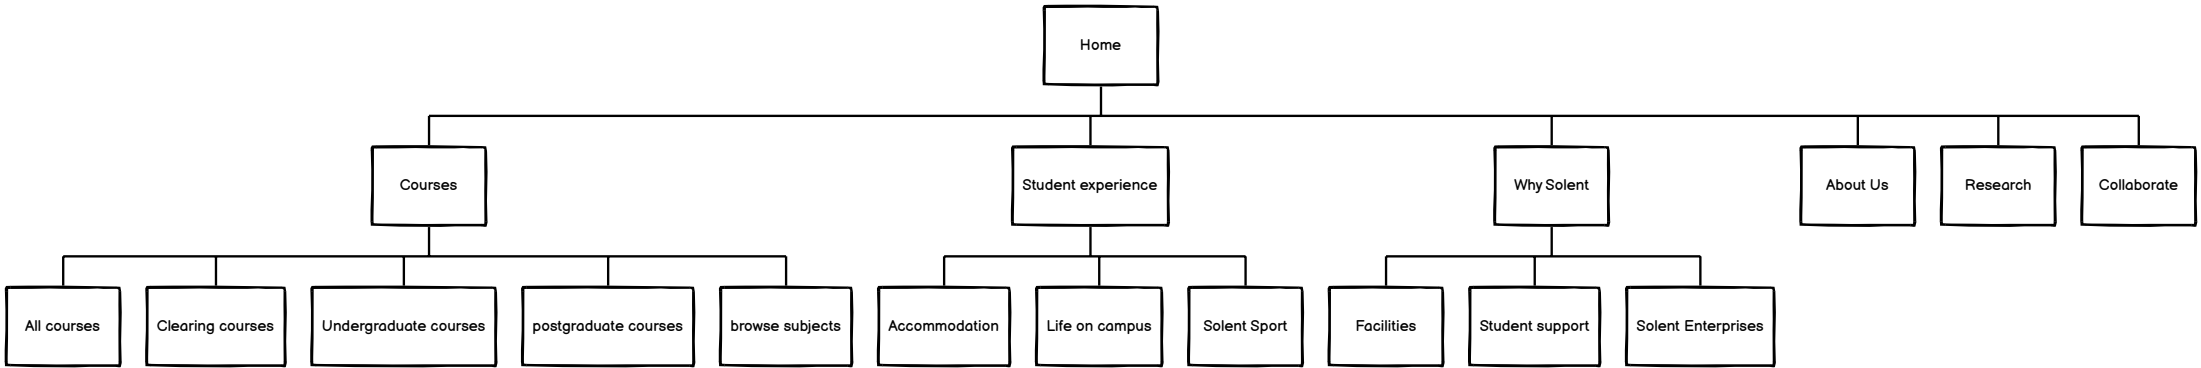 Home
Courses
Student experience
Why Solent
About Us
Research
Collaborate
All courses
Clearing courses
Undergraduate courses
postgraduate courses
browse subjects
Accommodation
Life on campus
Solent Sport
Facilities
Student support
Solent Enterprises